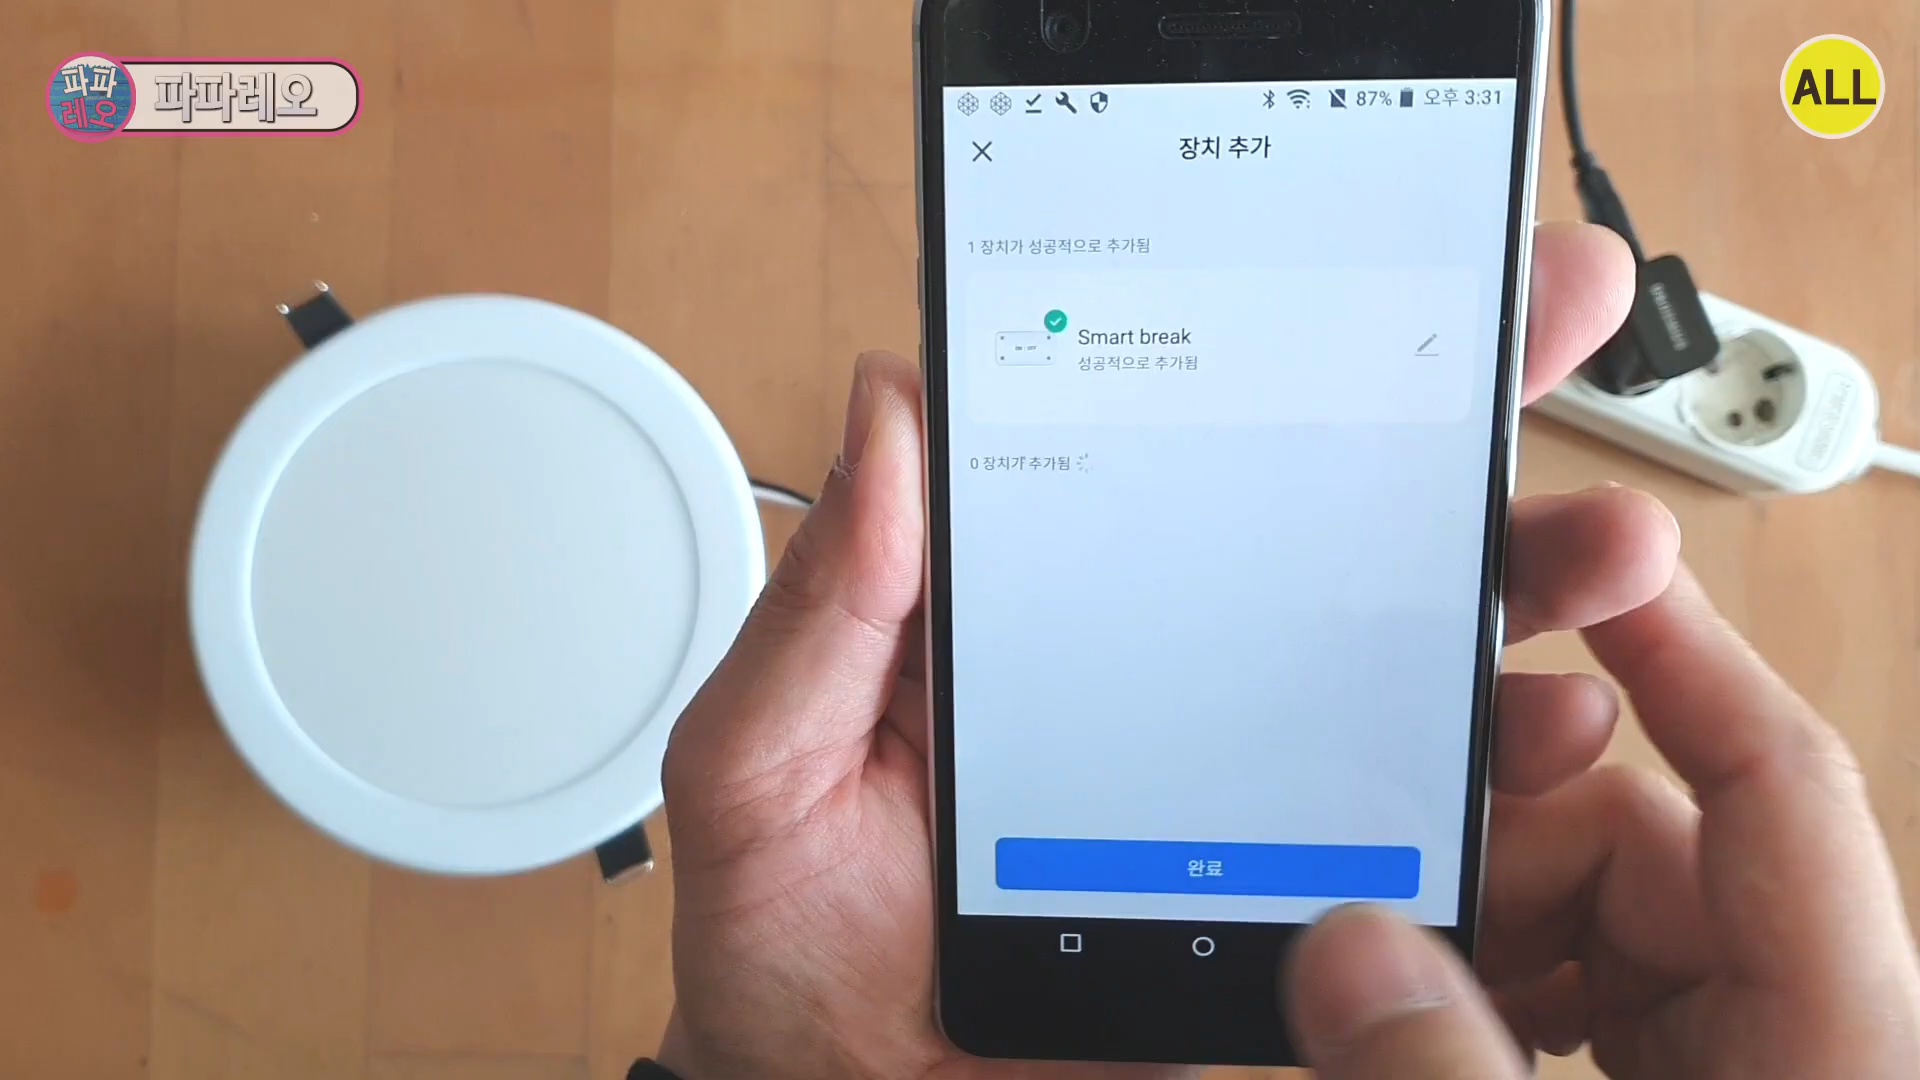 파파
레오
파파레오
ALL
87% 오후 3:31
장치 추가
1 장치가 성공적으로 추가됨
ON OFF
Smart break
성공적으로 추가됨
0 장치가 추가됨
완료